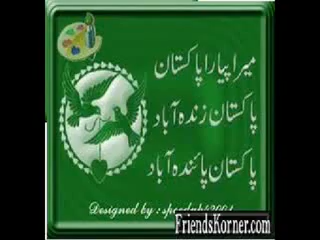 میرا پیارا پاکستان
پاکستان زندہ آباد
پاکستان پائندہ آباد
Designed by :
FriendsKorner.com